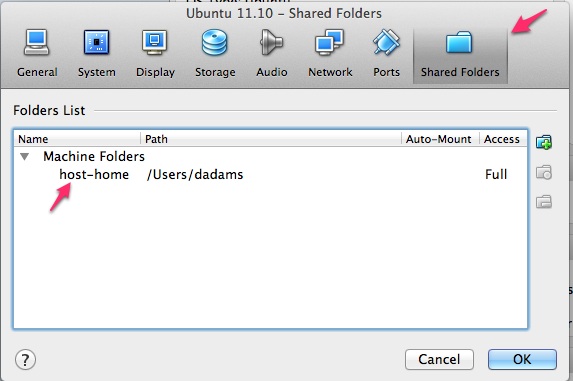 Ubuntu 11.10 – Shared Folders
General System Display Storage Audio Network Ports Shared Folders
Folders List
Name Path Auto-Mount Access
Machine Folders
host-home /Users/dadams Full
? Cancel OK